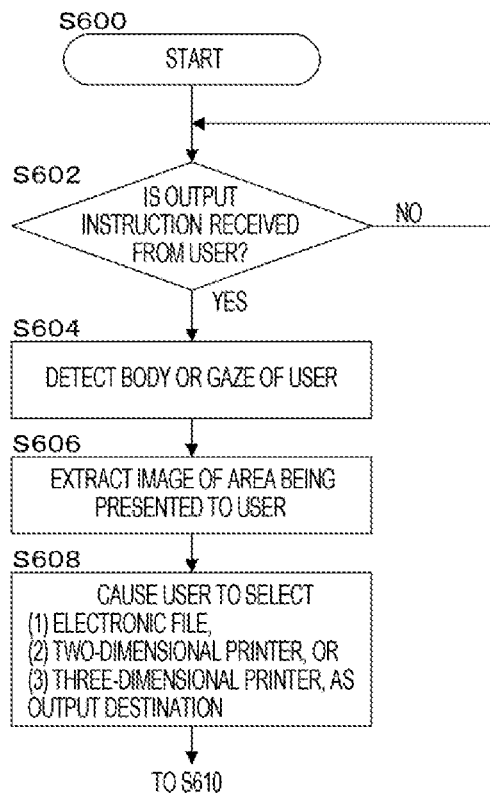 S600
START
S602
IS OUTPUT
INSTRUCTION RECEIVED
FROM USER?
NO
YES
S604
DETECT BODY OR GAZE OF USER
S606
EXTRACT IMAGE OF AREA BEING
PRESENTED TO USER
S608
CAUSE USER TO SELECT
(1) ELECTRONIC FILE,
(2) TWO-DIMENSIONAL PRINTER, OR
(3) THREE-DIMENSIONAL PRINTER, AS
OUTPUT DESTINATION
TO S610